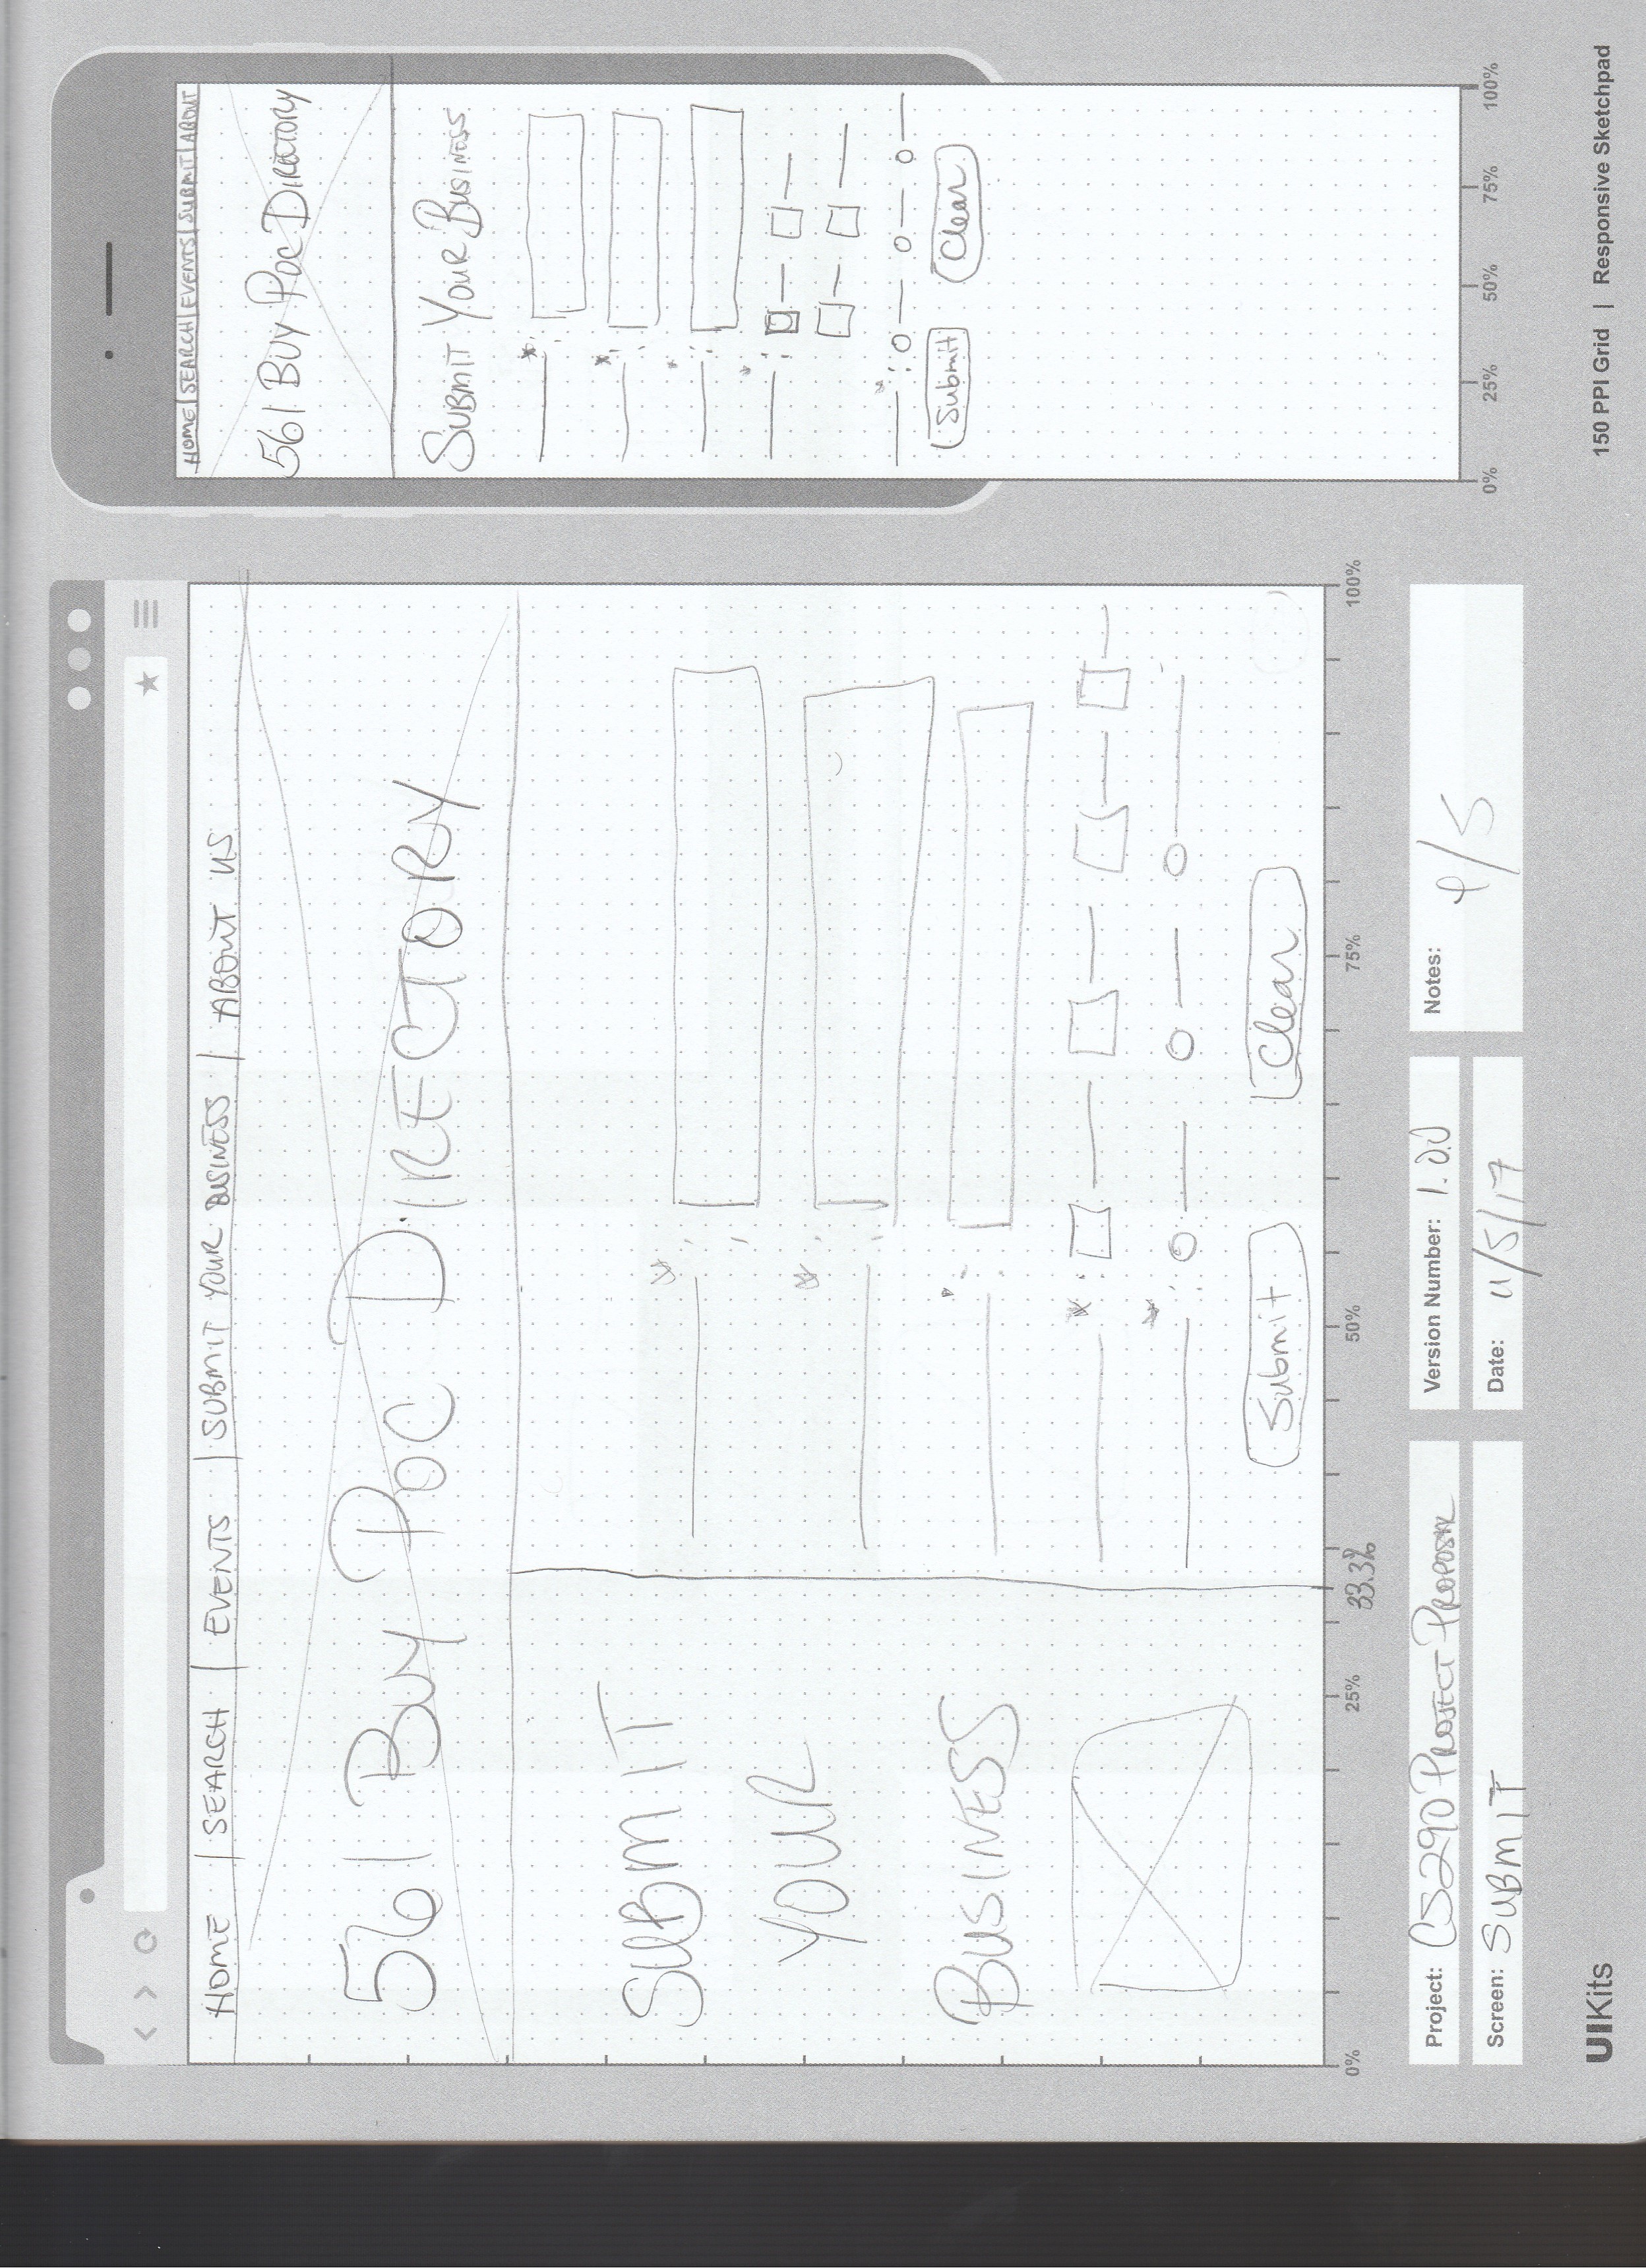 HOME | SEARCH | EVENTS | SUBMIT YOUR BUSINESS | ABOUT US
561 BUY POC DIRECTORY
SUBMIT
YOUR
BUSINESS
* :
* :
* :
* :
* :
Submit
Clear
0% 25% 33.3% 50% 75% 100%
Project: CS290 PROJECT PROPOSAL
Screen: SUBMIT
Version Number: 1.00
Date: 11/5/17
Notes: 4/5
HOME | SEARCH | EVENTS | SUBMIT | ABOUT
561 BUY POC DIRECTORY
SUBMIT YOUR BUSINESS
* :
* :
* :
* :
* :
Submit
Clear
0% 25% 50% 75% 100%
UIKits
150 PPI Grid | Responsive Sketchpad